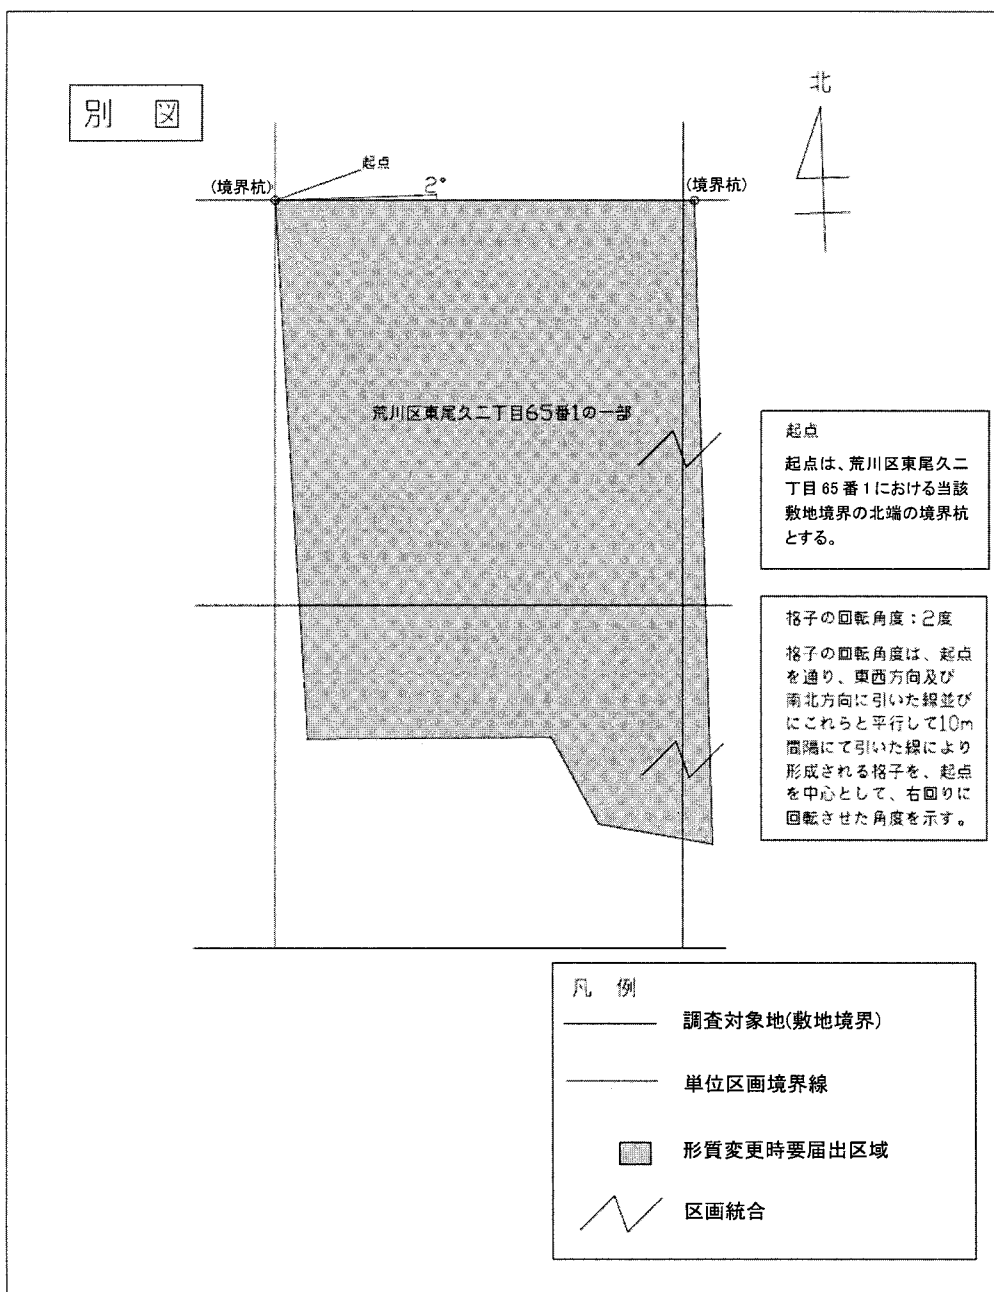 別 図
北
起点
(境界杭)
2°
(境界杭)
荒川区東尾久二丁目65番1の一部
起点
起点は、荒川区東尾久二
丁目 65 番 1 における当該
敷地境界の北端の境界杭
とする。
格子の回転角度：2度
格子の回転角度は、起点
を通り、東西方向及び
南北方向に引いた線並び
にこれらと平行して10m
間隔にて引いた線により
形成される格子を、起点
を中心として、右回りに
回転させた角度を示す。
凡 例
調査対象地(敷地境界)
単位区画境界線
形質変更時要届出区域
区画統合